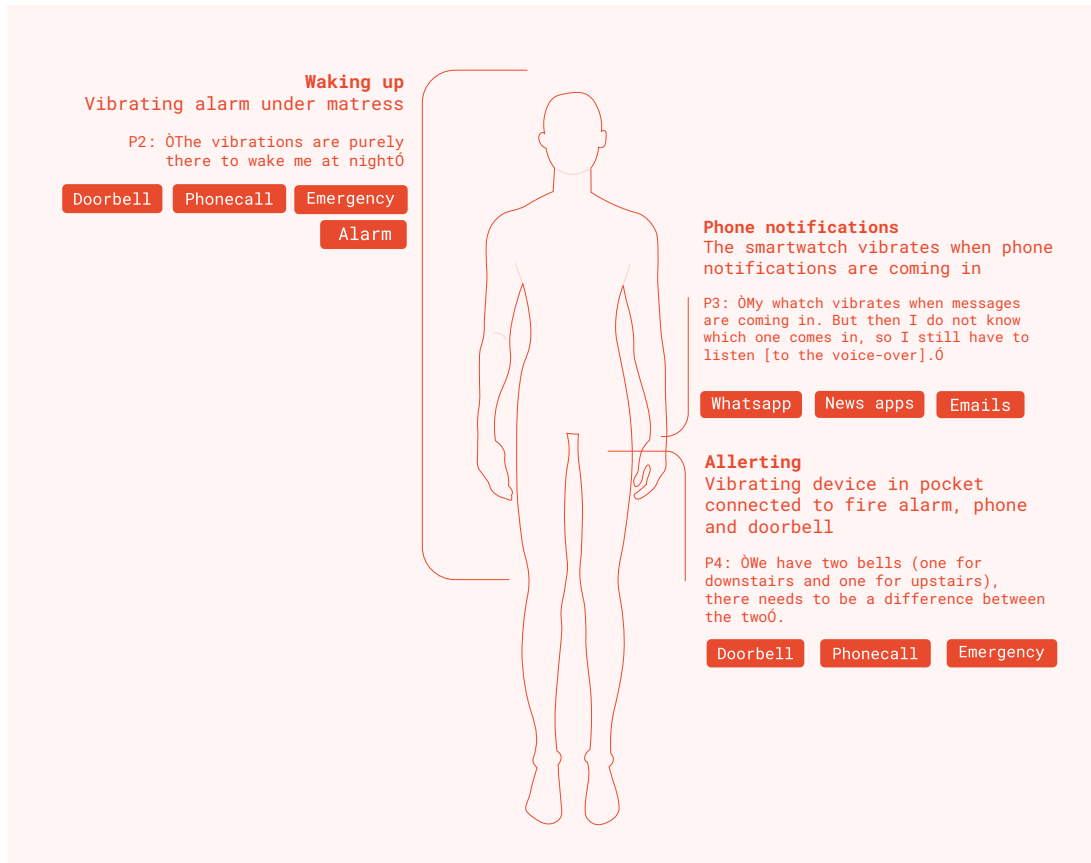 Waking up
Vibrating alarm under matress
P2: ÒThe vibrations are purely
there to wake me at nightÓ
Doorbell Phonecall Emergency
Alarm
Phone notifications
The smartwatch vibrates when phone
notifications are coming in
P3: ÒMy whatch vibrates when messages
are coming in. But then I do not know
which one comes in, so I still have to
listen [to the voice-over].Ó
Whatsapp News apps Emails
Allerting
Vibrating device in pocket
connected to fire alarm, phone
and doorbell
P4: ÒWe have two bells (one for
downstairs and one for upstairs),
there needs to be a difference between
the twoÓ.
Doorbell Phonecall Emergency